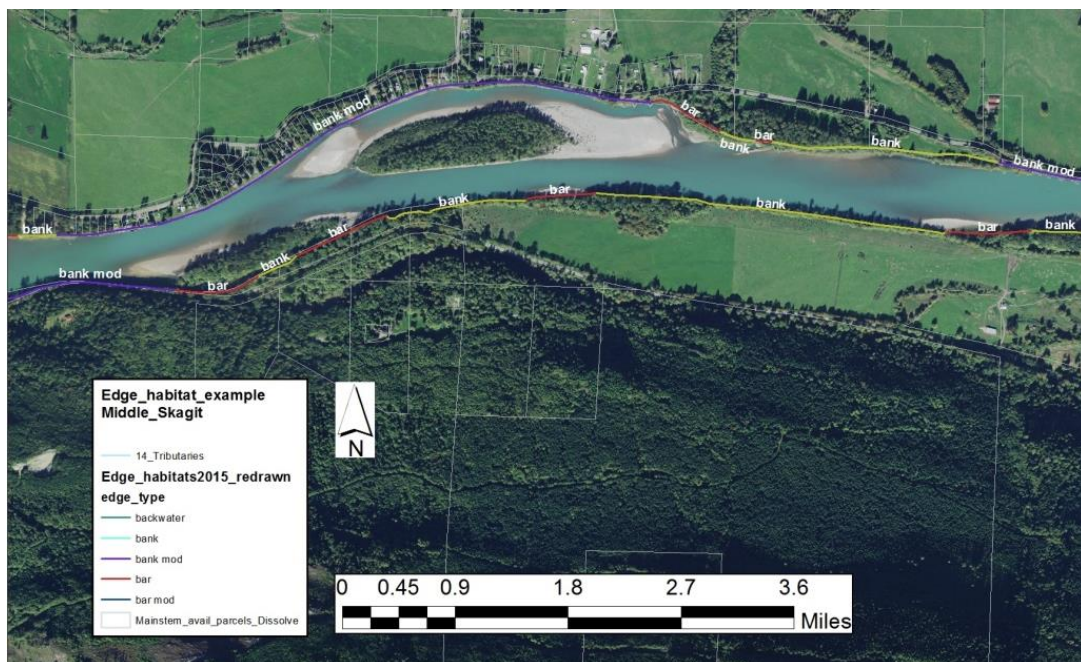 bank mod
bar
bar
bank
bank
bank mod
bar
bank
bar
bank
bank
bar
bank
bar
bank mod
Edge_habitat_example
Middle_Skagit
14_Tributaries
Edge_habitats2015_redrawn
edge_type
backwater
bank
bank mod
bar
bar mod
Mainstem_avail_parcels_Dissolve
N
0 0.45 0.9 1.8 2.7 3.6
Miles